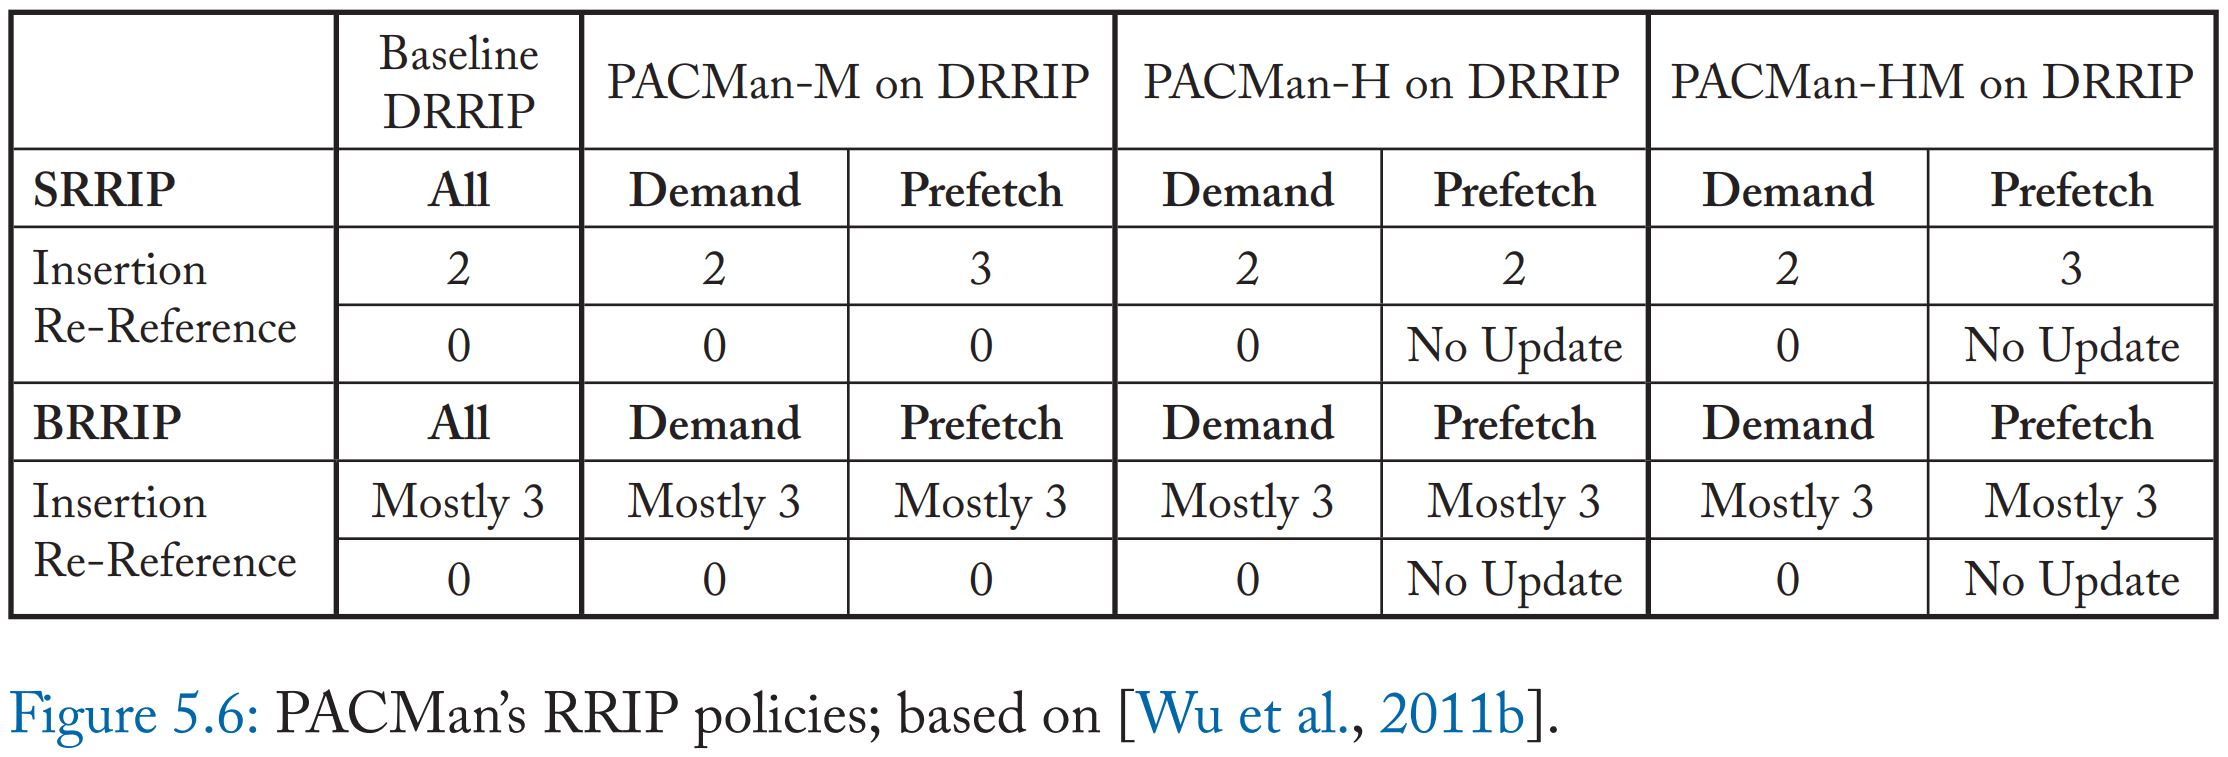 Baseline DRRIP PACMan-M on DRRIP PACMan-H on DRRIP PACMan-HM on DRRIP
SRRIP All Demand Prefetch Demand Prefetch Demand Prefetch
Insertion 2 2 3 2 2 2 3
Re-Reference 0 0 0 0 No Update 0 No Update
BRRIP All Demand Prefetch Demand Prefetch Demand Prefetch
Insertion Mostly 3 Mostly 3 Mostly 3 Mostly 3 Mostly 3 Mostly 3 Mostly 3
Re-Reference 0 0 0 0 No Update 0 No Update
Figure 5.6: PACMan’s RRIP policies; based on [Wu et al., 2011b].